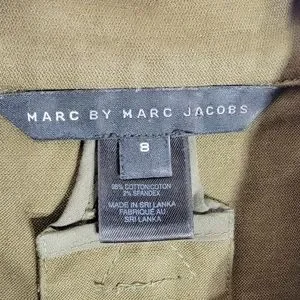 MARC BY MARC JACOBS
8
98% COTTON/COTON
2% SPANDEX
MADE IN SRI LANKA
FABRIQUÉ AU
SRI LANKA